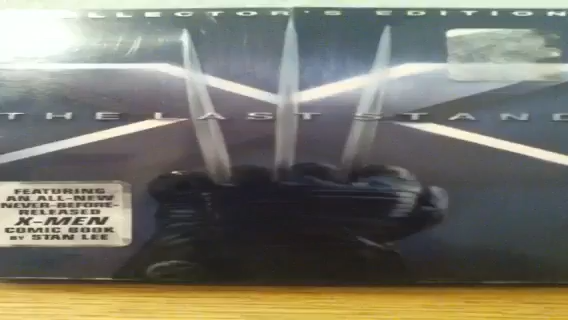 COLLECTOR'S EDITION
THE LAST STAND
FEATURING
AN ALL-NEW
NEVER-BEFORE-
RELEASED
X-MEN
COMIC BOOK
BY STAN LEE